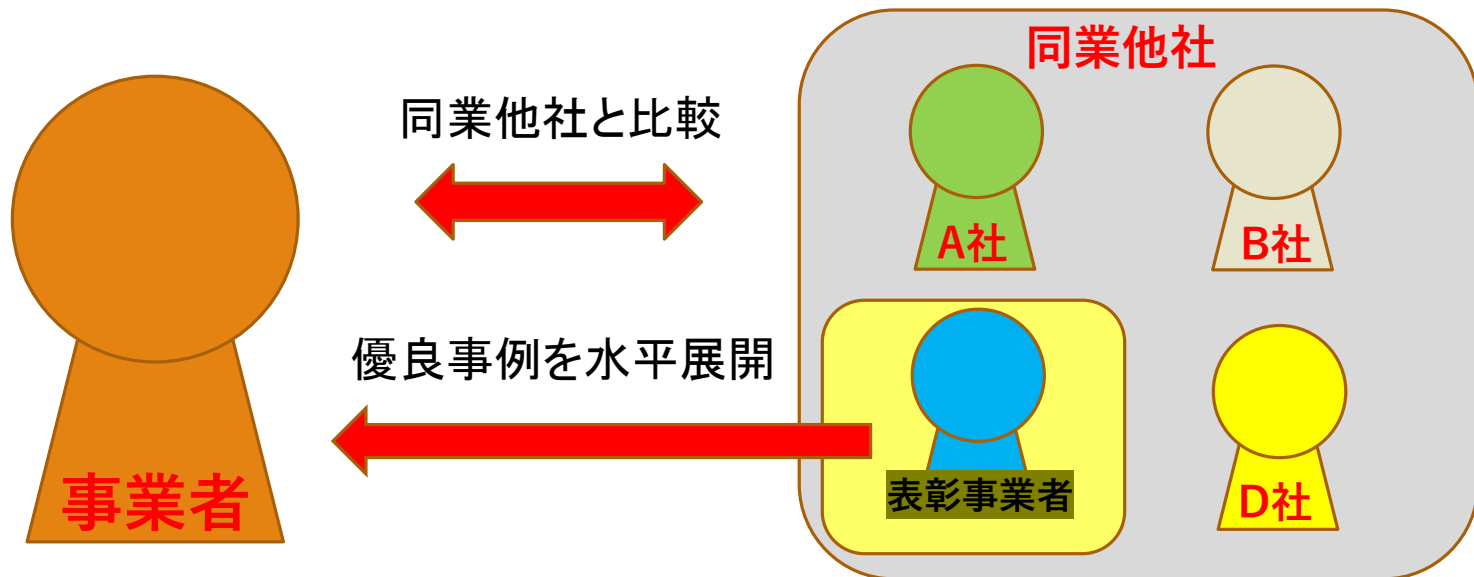 同業他社
同業他社と比較
A社
B社
優良事例を水平展開
事業者
表彰事業者
D社